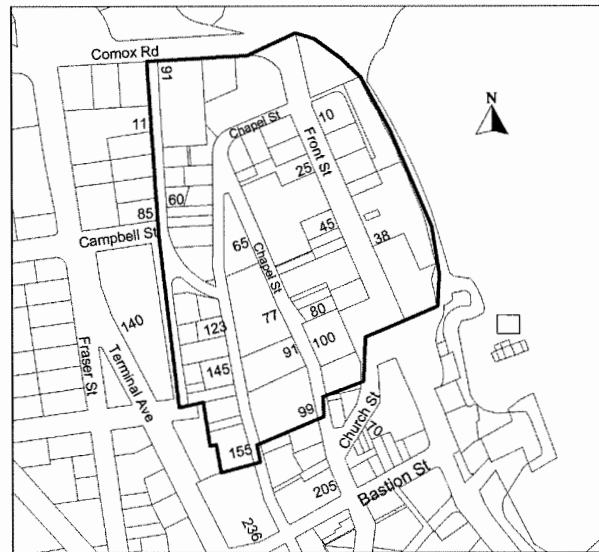 Comox Rd
91
N
11
Chapel St
10
Front St
25
60
85
Campbell St
65
Chapel St
45
38
140
123
77
80
100
91
145
Fraser St
Terminal Ave
99
Church St
70
155
Bastion St
205
236